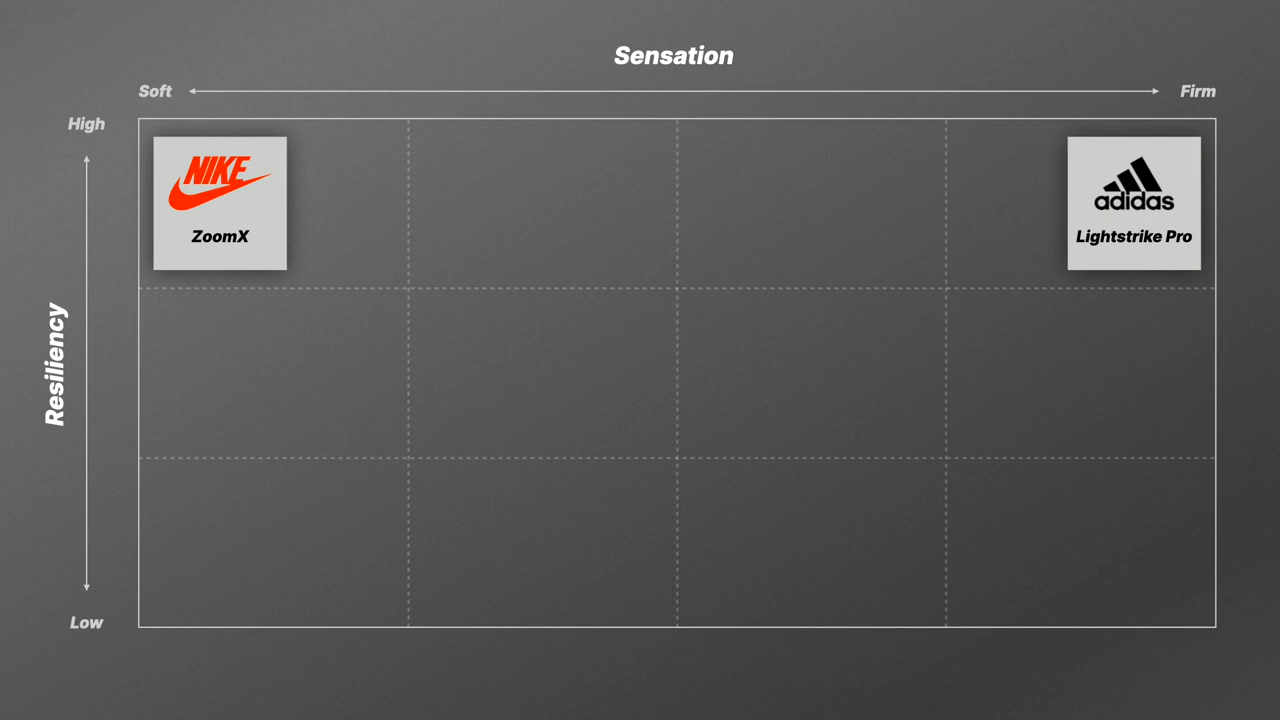 Sensation
Soft
Firm
High
NIKE
ZoomX
adidas
Lightstrike Pro
Resiliency
Low